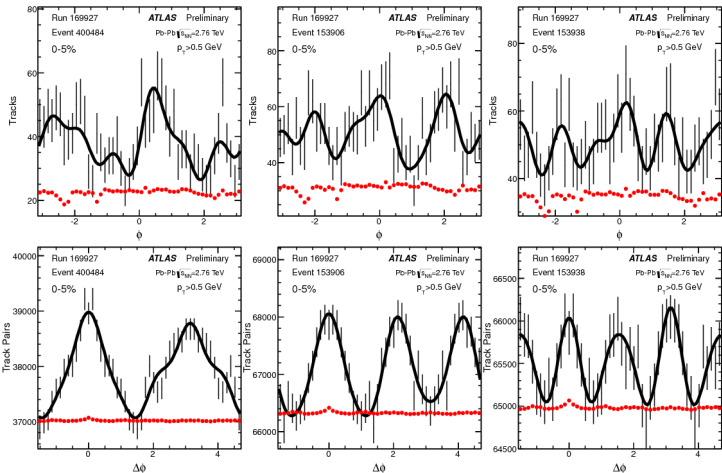 Run 169927 ATLAS Preliminary
Event 400484 Pb-Pb √sNN=2.76 TeV
0-5% pT>0.5 GeV
Tracks
80
60
40
20
-2 0 2
ϕ
Run 169927 ATLAS Preliminary
Event 153906 Pb-Pb √sNN=2.76 TeV
0-5% pT>0.5 GeV
Tracks
80
60
40
-2 0 2
ϕ
Run 169927 ATLAS Preliminary
Event 153938 Pb-Pb √sNN=2.76 TeV
0-5% pT>0.5 GeV
Tracks
80
60
40
-2 0 2
ϕ
Run 169927 ATLAS Preliminary
Event 400484 Pb-Pb √sNN=2.76 TeV
0-5% pT>0.5 GeV
Track Pairs
40000
39000
38000
37000
0 2 4
Δϕ
Run 169927 ATLAS Preliminary
Event 153906 Pb-Pb √sNN=2.76 TeV
0-5% pT>0.5 GeV
Track Pairs
69000
68000
67000
66000
0 2 4
Δϕ
Run 169927 ATLAS Preliminary
Event 153938 Pb-Pb √sNN=2.76 TeV
0-5% pT>0.5 GeV
Track Pairs
66500
66000
65500
65000
64500
0 2 4
Δϕ